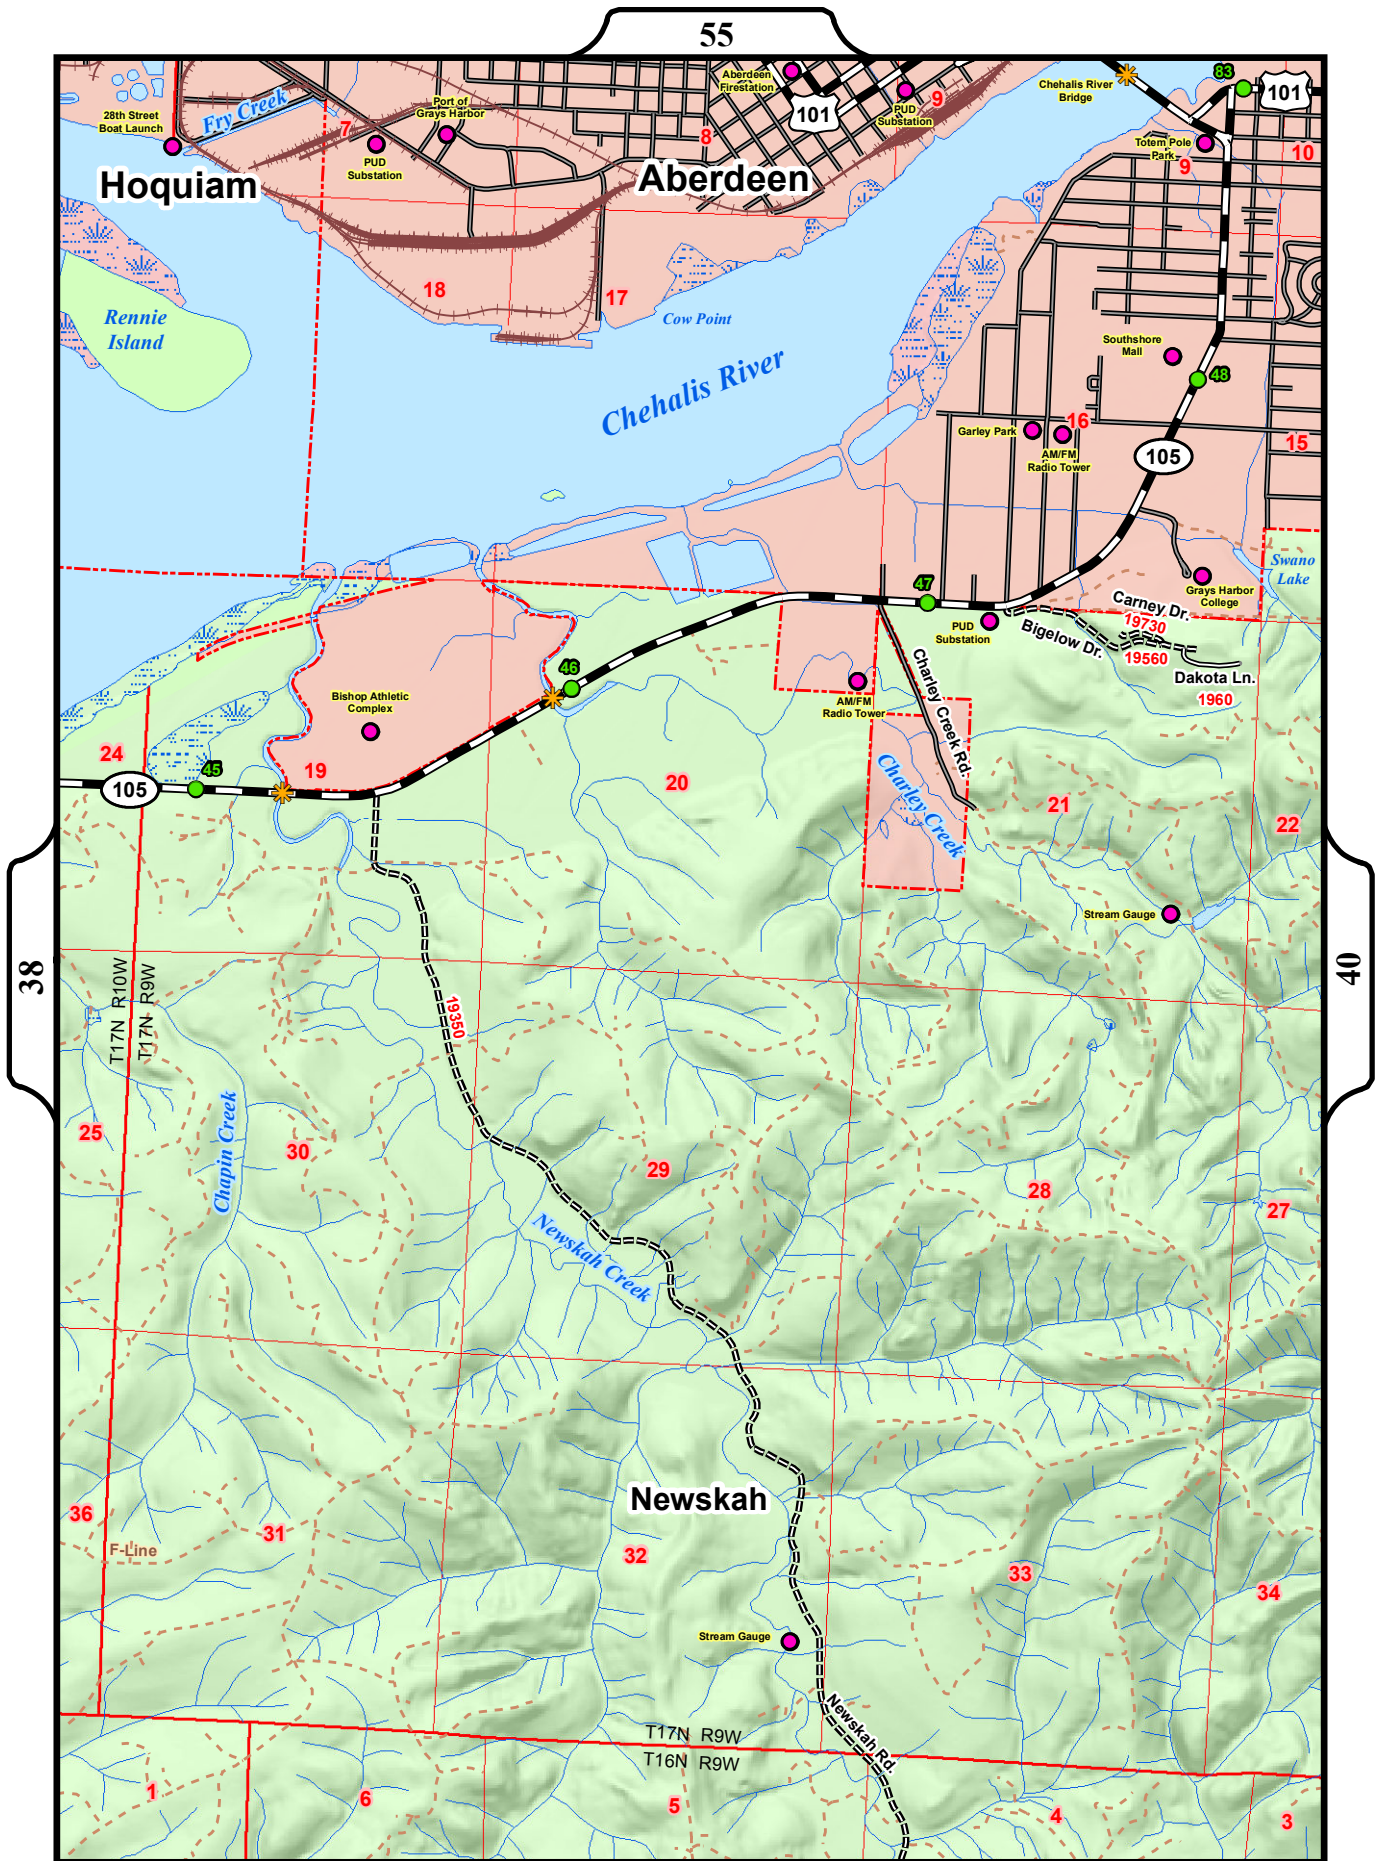 55
Aberdeen
Firestation
101
PUD
Substation
9
Chehalis River
Bridge
83
101
28th Street
Boat Launch
Fry Creek
7
Port of
Grays Harbor
PUD
Substation
8
Totem Pole
Park
9
10
Hoquiam
Aberdeen
18
17
Cow Point
Rennie
Island
Chehalis River
Southshore
Mall
48
Garley Park
16
AM/FM
Radio Tower
105
15
Swano
Lake
47
Grays Harbor
College
Carney Dr.
19730
PUD
Substation
Bigelow Dr.
19560
Dakota Ln.
1960
46
Charley Creek Rd.
AM/FM
Radio Tower
Bishop Athletic
Complex
24
45
19
105
20
Charley Creek
21
22
Stream Gauge
38
40
T17N R10W
T17N R9W
19350
25
Chapin Creek
30
29
28
27
Newskah Creek
Newskah
36
31
F-Line
32
33
34
Stream Gauge
Newskah Rd.
T17N R9W
T16N R9W
1
6
5
4
3